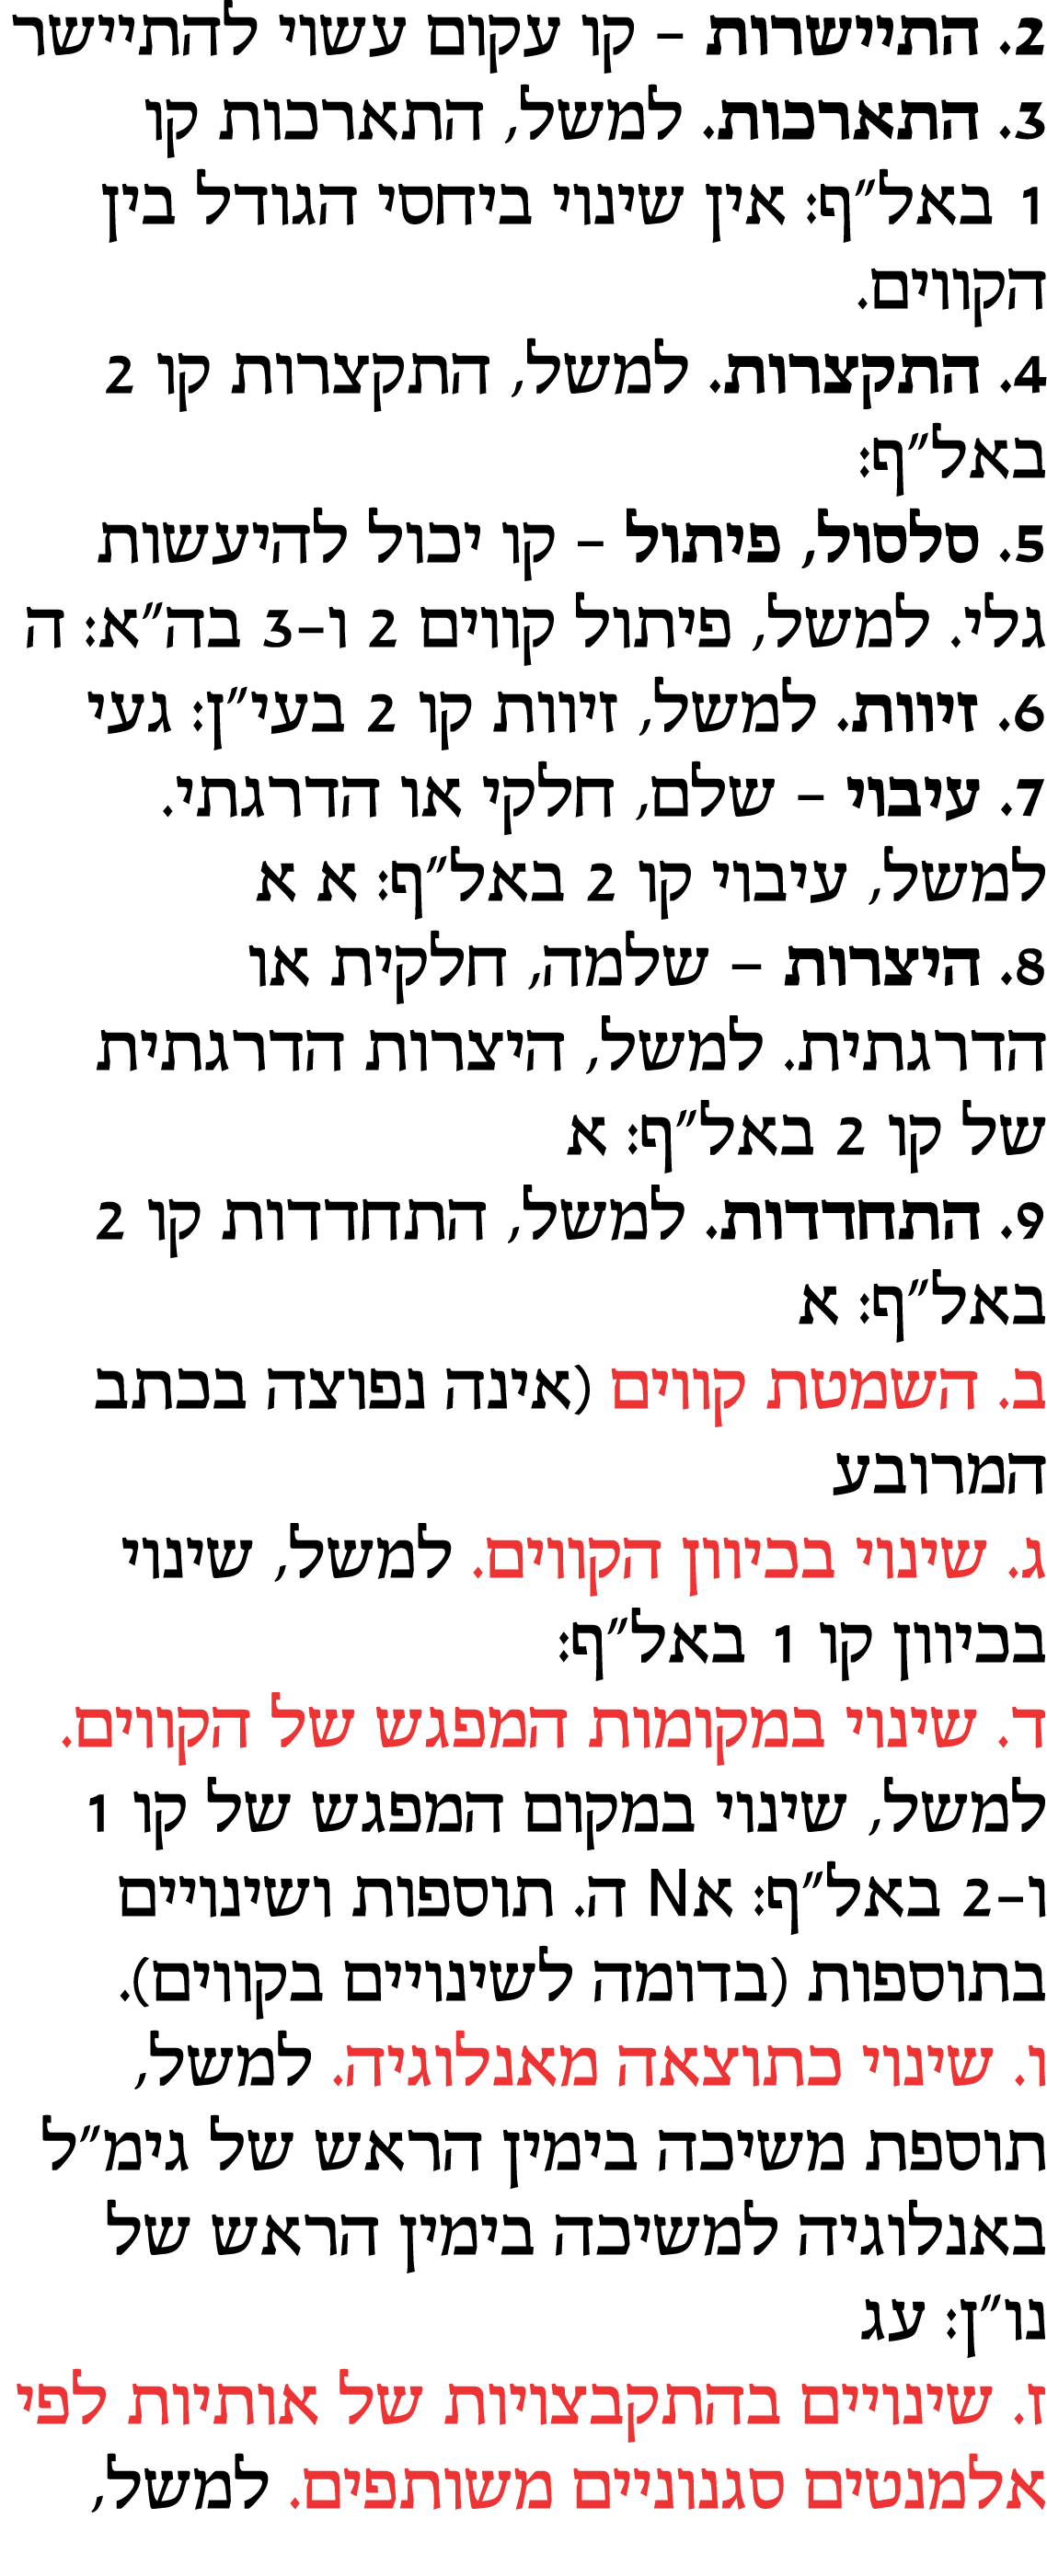 2. התיישרות – קו עקום עשוי להתיישר
3. התארכות. למשל, התארכות קו
1 באל"ף: אין שינוי ביחסי הגודל בין
הקווים.
4. התקצרות. למשל, התקצרות קו 2
באל"ף:
5. סלסול, פיתול – קו יכול להיעשות
גלי. למשל, פיתול קווים 2 ו-3 בה"א: ה
6. זיוות. למשל, זיוות קו 2 בעי"ן: געי
7. עיבוי – שלם, חלקי או הדרגתי.
למשל, עיבוי קו 2 באל"ף: א א
8. היצרות – שלמה, חלקית או
הדרגתית. למשל, היצרות הדרגתית
של קו 2 באל"ף: א
9. התחדדות. למשל, התחדדות קו 2
באל"ף: א
ב. השמטת קווים (אינה נפוצה בכתב
המרובע
ג. שינוי בכיוון הקווים. למשל, שינוי
בכיוון קו 1 באל"ף:
ד. שינוי במקומות המפגש של הקווים.
למשל, שינוי במקום המפגש של קו 1
ו-2 באל"ף: אN ה. תוספות ושינויים
בתוספות (בדומה לשינויים בקווים).
ו. שינוי כתוצאה מאנלוגיה. למשל,
תוספת משיכה בימין הראש של גימ"ל
באנלוגיה למשיכה בימין הראש של
נו"ן: עג
ז. שינויים בהתקבצויות של אותיות לפי
אלמנטים סגנוניים משותפים. למשל,